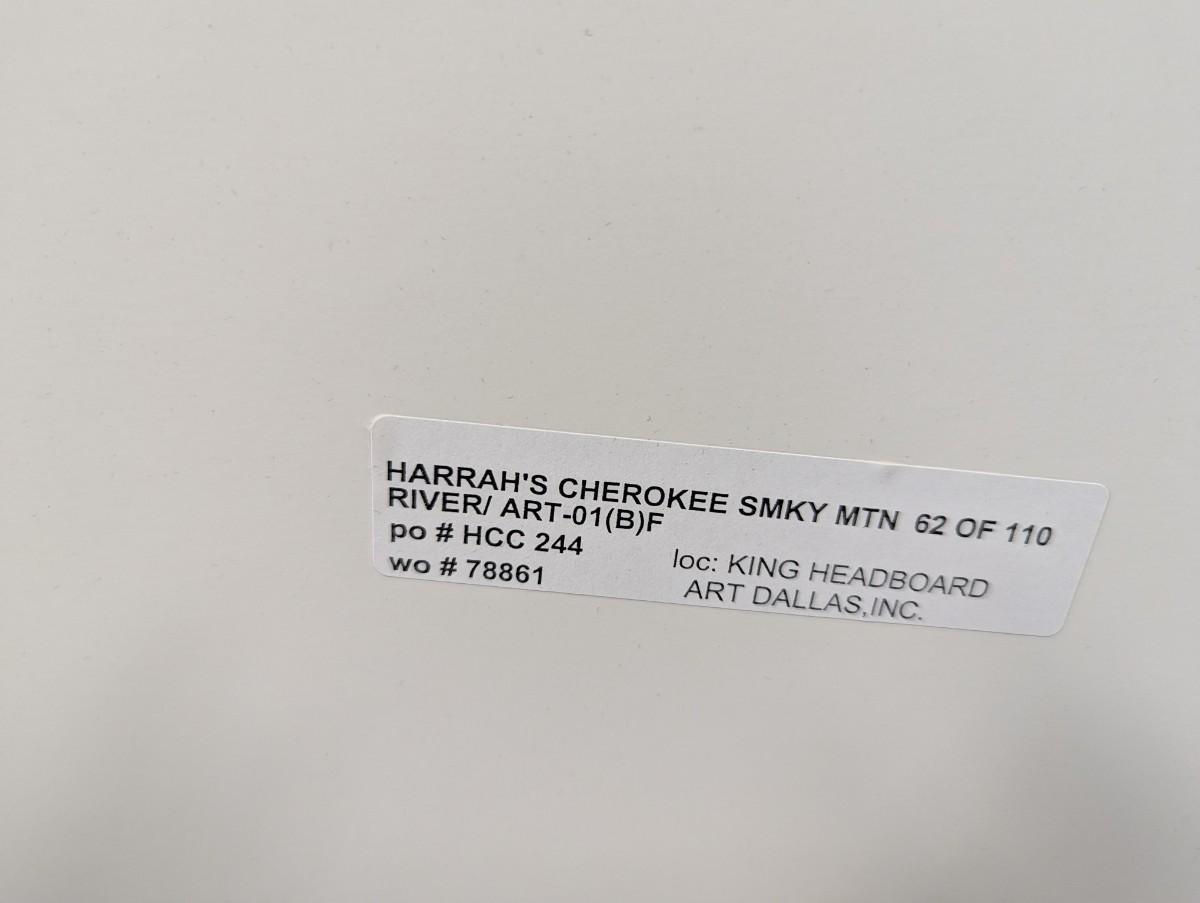 HARRAH'S CHEROKEE SMKY MTN 62 OF 110
RIVER/ ART-01(B)F
po # HCC 244
wo # 78861
loc: KING HEADBOARD
ART DALLAS,INC.